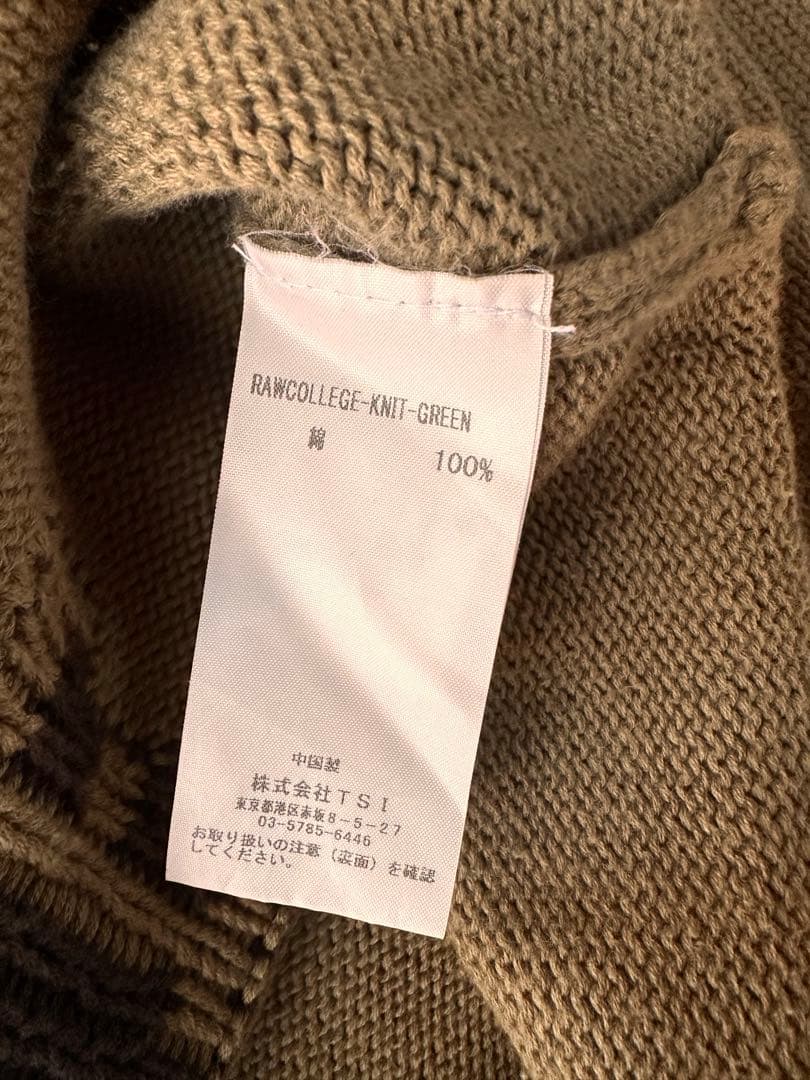 RAWCOLLEGE-KNIT-GREEN
綿 100%
中国製
株式会社TSI
東京都港区赤坂8-5-27
03-5785-6446
お取り扱いの注意(裏面)を確認
してください。